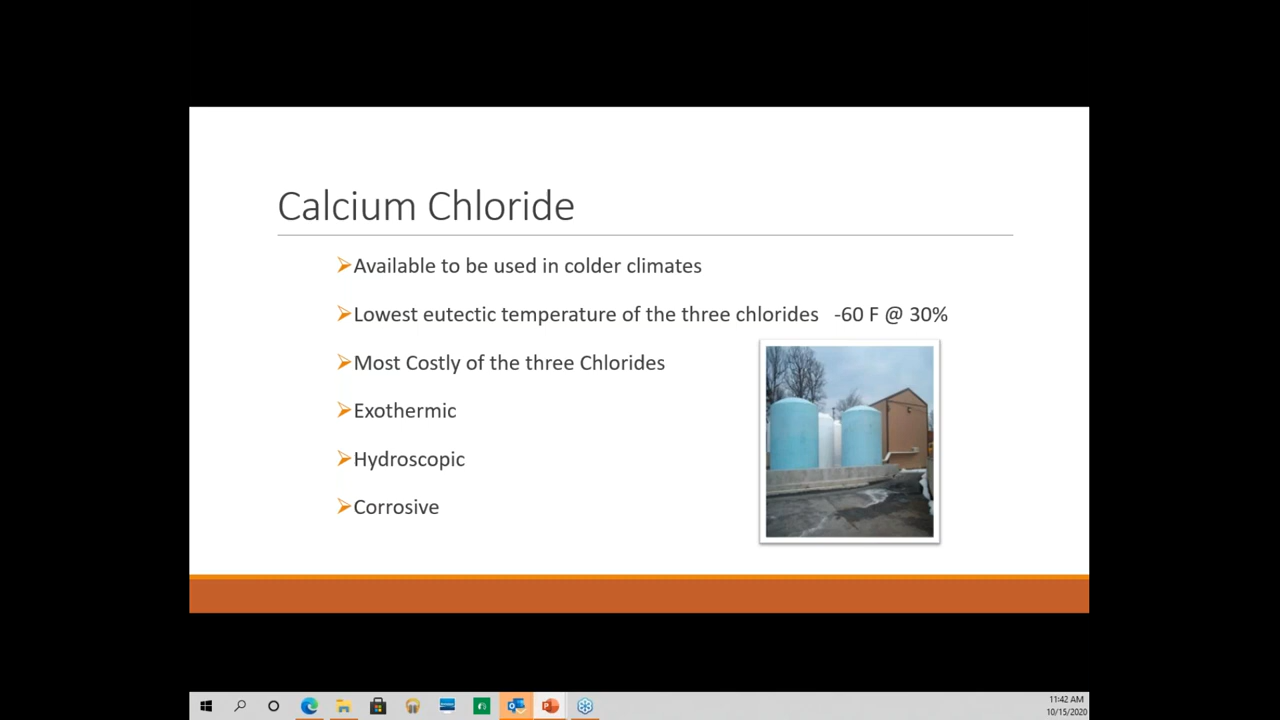 Calcium Chloride
Available to be used in colder climates
Lowest eutectic temperature of the three chlorides -60 F @ 30%
Most Costly of the three Chlorides
Exothermic
Hydroscopic
Corrosive
11:42 AM
10/15/2020